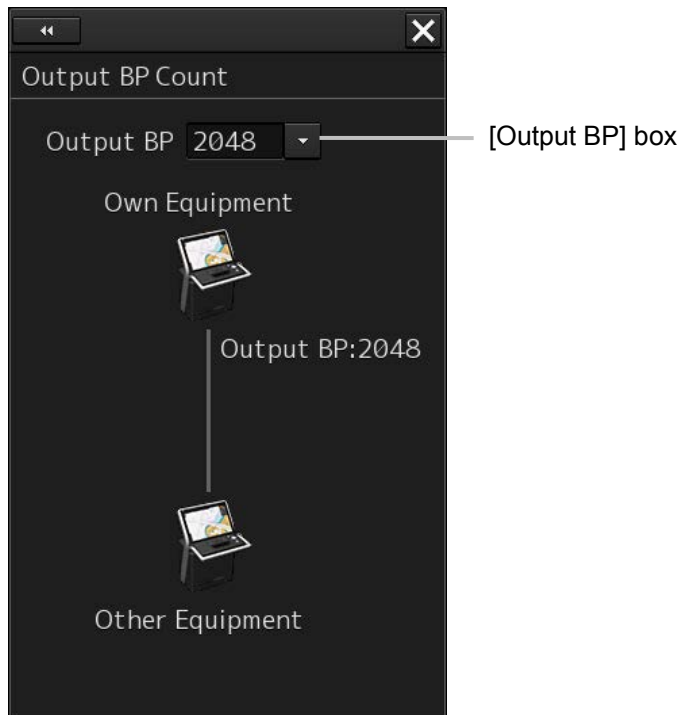 Output BP Count
Output BP 2048
[Output BP] box
Own Equipment
Output BP:2048
Other Equipment